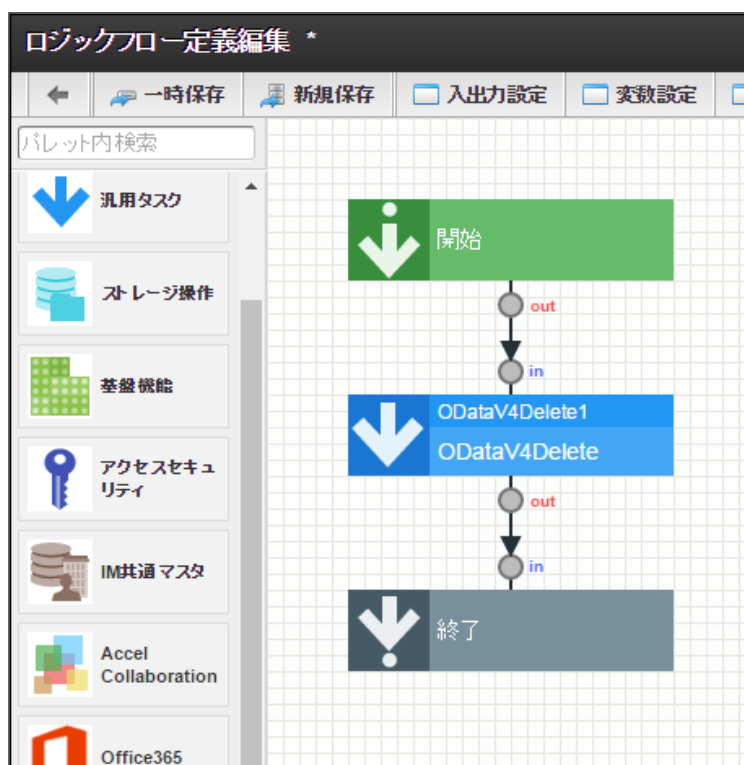 ロジックフロー定義編集 *
一時保存
新規保存
入出力設定
変数設定
パレット内検索
汎用タスク
ストレージ操作
基盤機能
アクセスセキュ
リティ
IM共通マスタ
Accel
Collaboration
Office365
開始
out
in
ODataV4Delete1
ODataV4Delete
out
in
終了